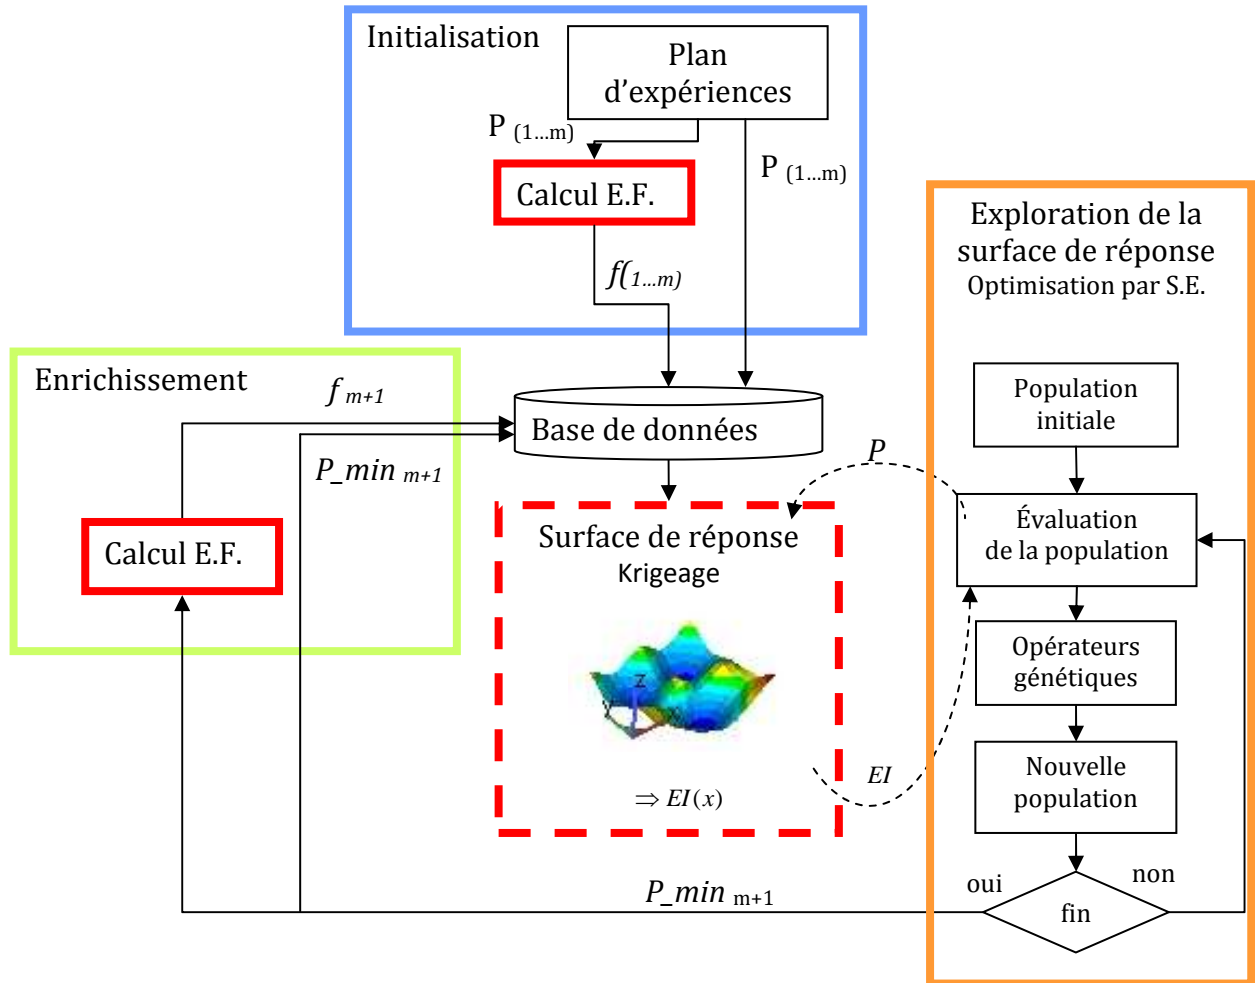 Initialisation
Plan
d'expériences
P (1...m)
P (1...m)
Calcul E.F.
f(1...m)
Exploration de la
surface de réponse
Optimisation par S.E.
Enrichissement
f m+1
Base de données
P_min m+1
Calcul E.F.
Surface de réponse
Krigeage
Z
⇒ EI(x)
P
EI
Population
initiale
Évaluation
de la population
Opérateurs
génétiques
Nouvelle
population
oui
non
fin
P_min m+1